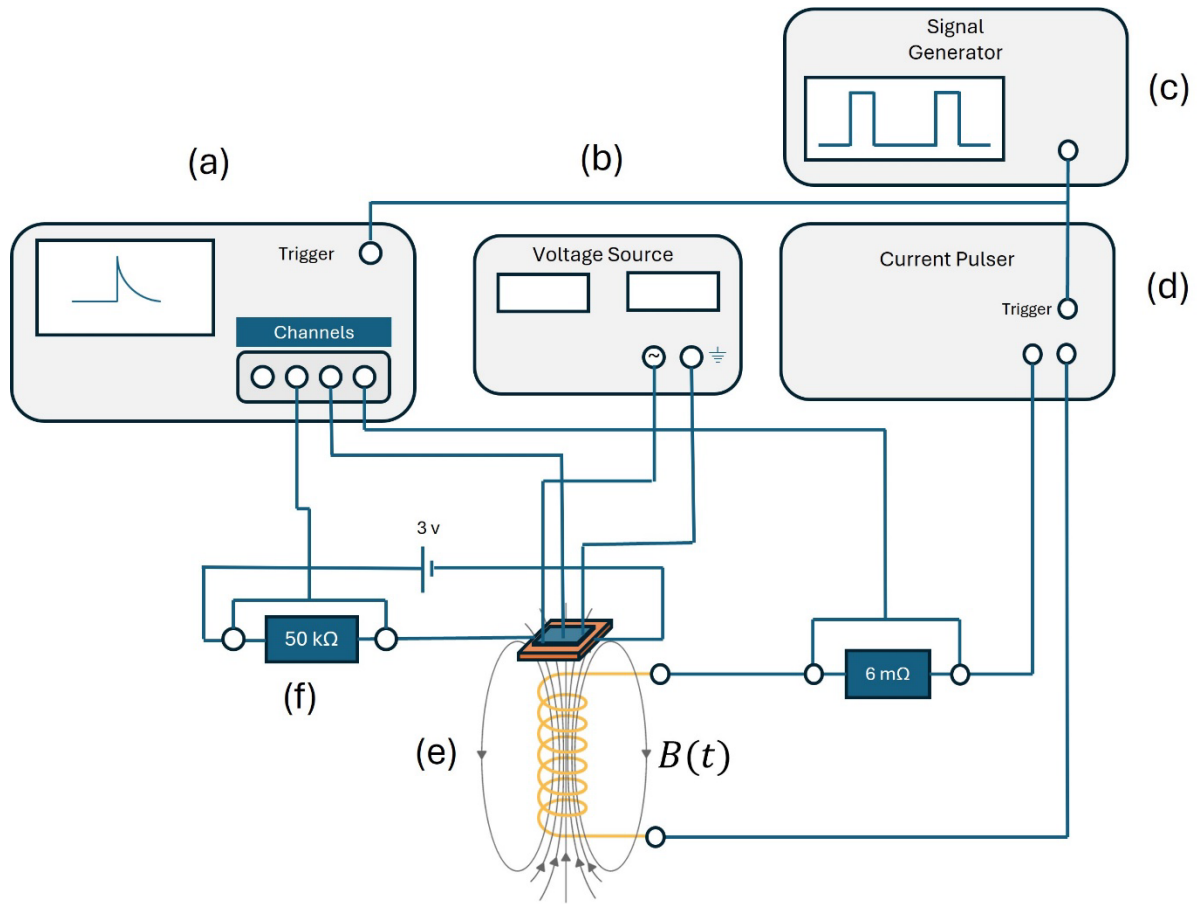 Signal
Generator
(c)
(a)
(b)
Trigger
Voltage Source
Current Pulser
(d)
Trigger
Channels
~
3 v
50 kΩ
6 mΩ
(f)
(e)
B(t)